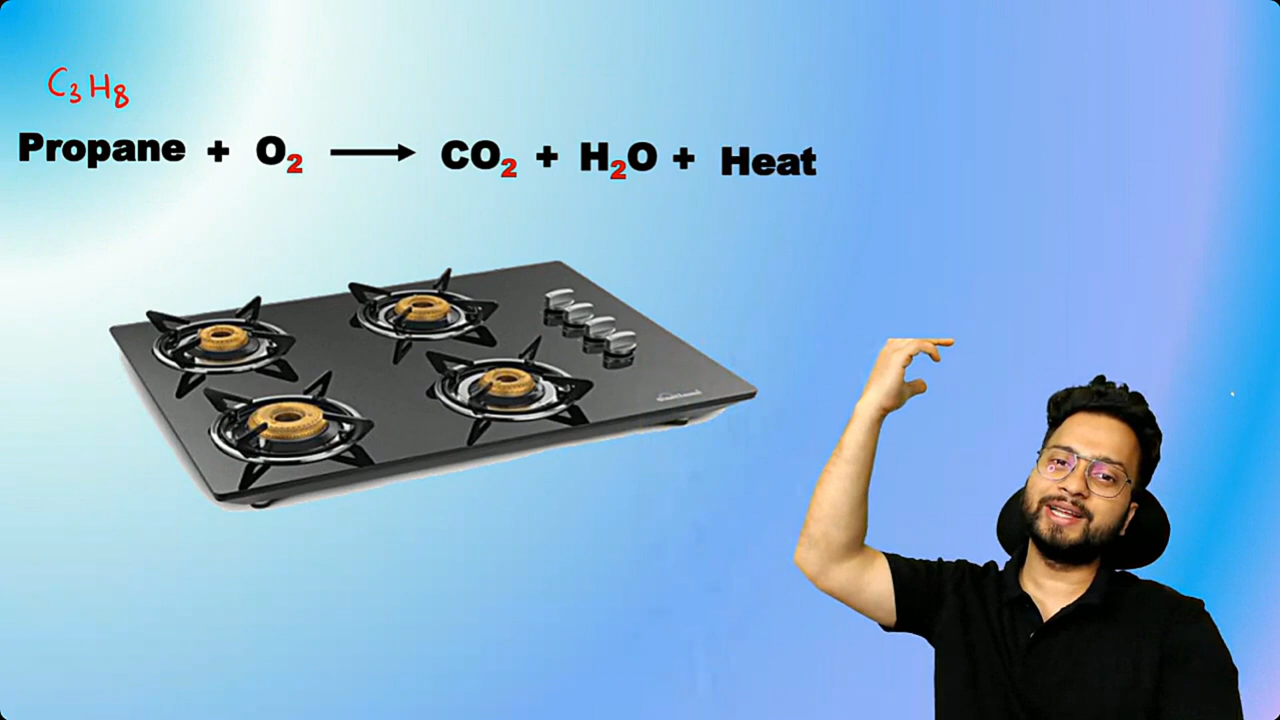 C₃H₈
Propane + O₂ ⟶ CO₂ + H₂O + Heat